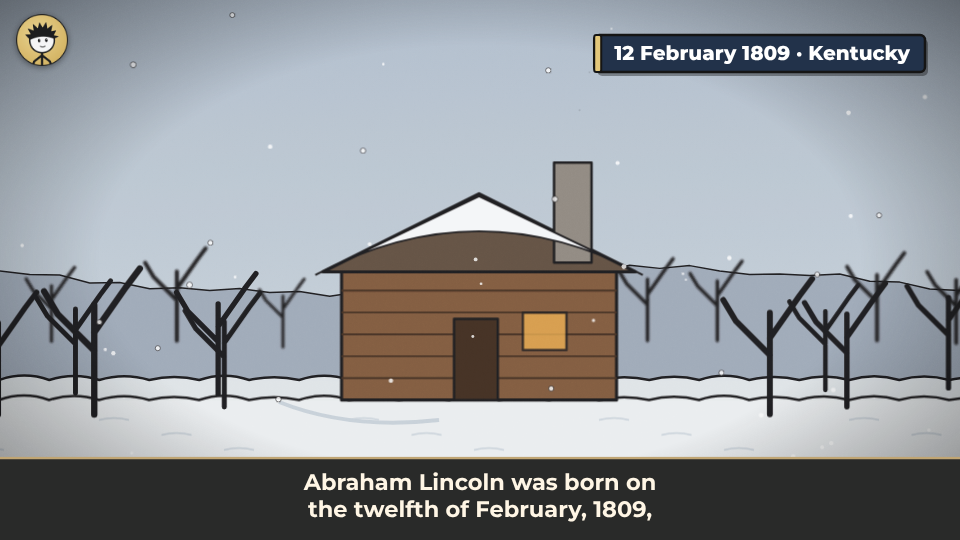 12 February 1809 • Kentucky
Abraham Lincoln was born on
the twelfth of February, 1809,